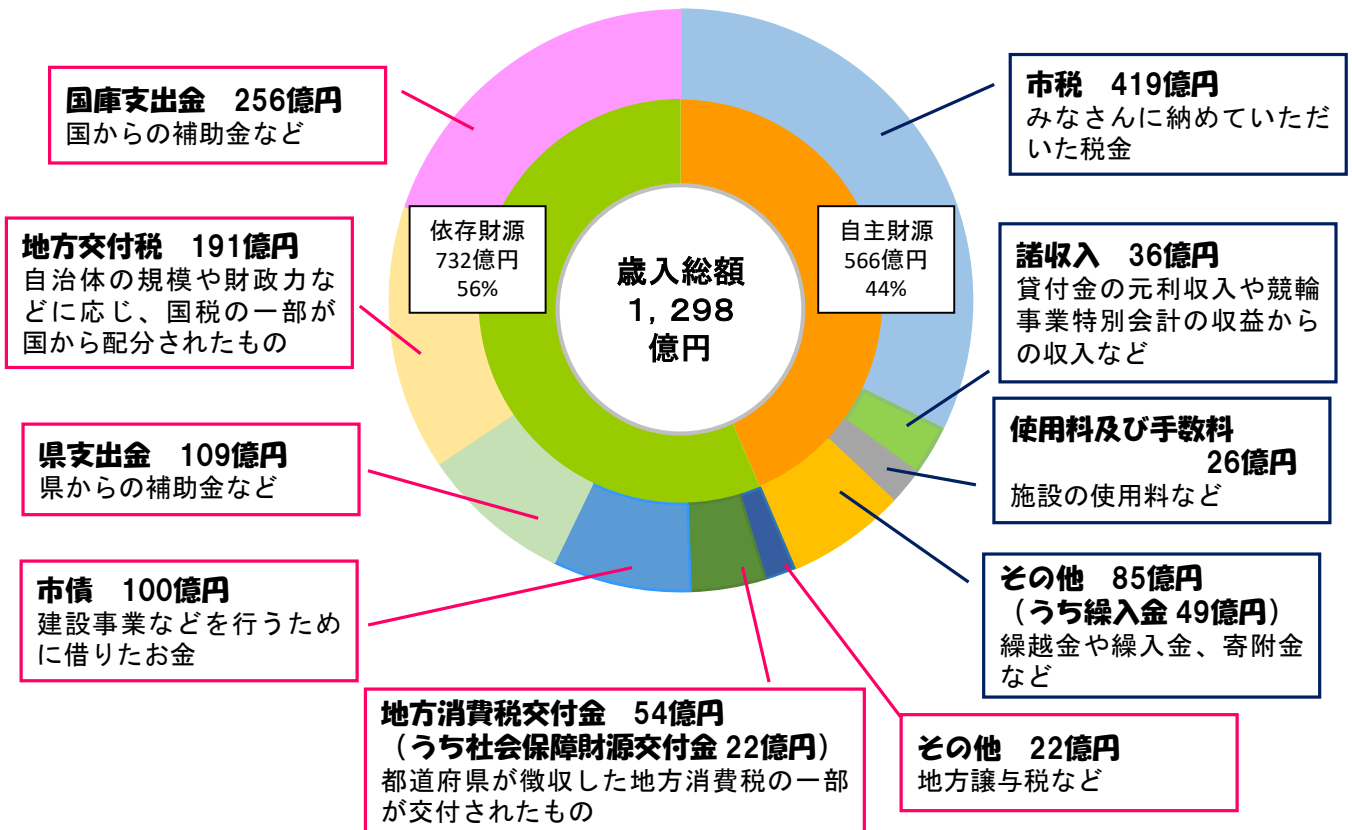 国庫支出金　256億円
国からの補助金など
地方交付税　191億円
自治体の規模や財政力な
どに応じ、国税の一部が
国から配分されたもの
県支出金　109億円
県からの補助金など
市債　100億円
建設事業などを行うため
に借りたお金
地方消費税交付金　54億円
（うち社会保障財源交付金 22億円）
都道府県が徴収した地方消費税の一部
が交付されたもの
その他　22億円
地方譲与税など
依存財源
732億円
56%
歳入総額
1,298
億円
自主財源
566億円
44%
市税　419億円
みなさんに納めていただ
いた税金
諸収入　36億円
貸付金の元利収入や競輪
事業特別会計の収益から
の収入など
使用料及び手数料
26億円
施設の使用料など
その他　85億円
（うち繰入金 49億円）
繰越金や繰入金、寄附金
など